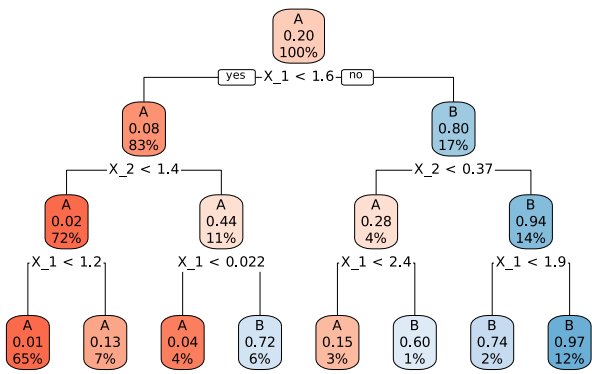 A
0.20
100%
yes X_1 < 1.6 no
A
0.08
83%
B
0.80
17%
X_2 < 1.4
X_2 < 0.37
A
0.02
72%
A
0.44
11%
A
0.28
4%
B
0.94
14%
X_1 < 1.2
X_1 < 0.022
X_1 < 2.4
X_1 < 1.9
A
0.01
65%
A
0.13
7%
A
0.04
4%
B
0.72
6%
A
0.15
3%
B
0.60
1%
B
0.74
2%
B
0.97
12%